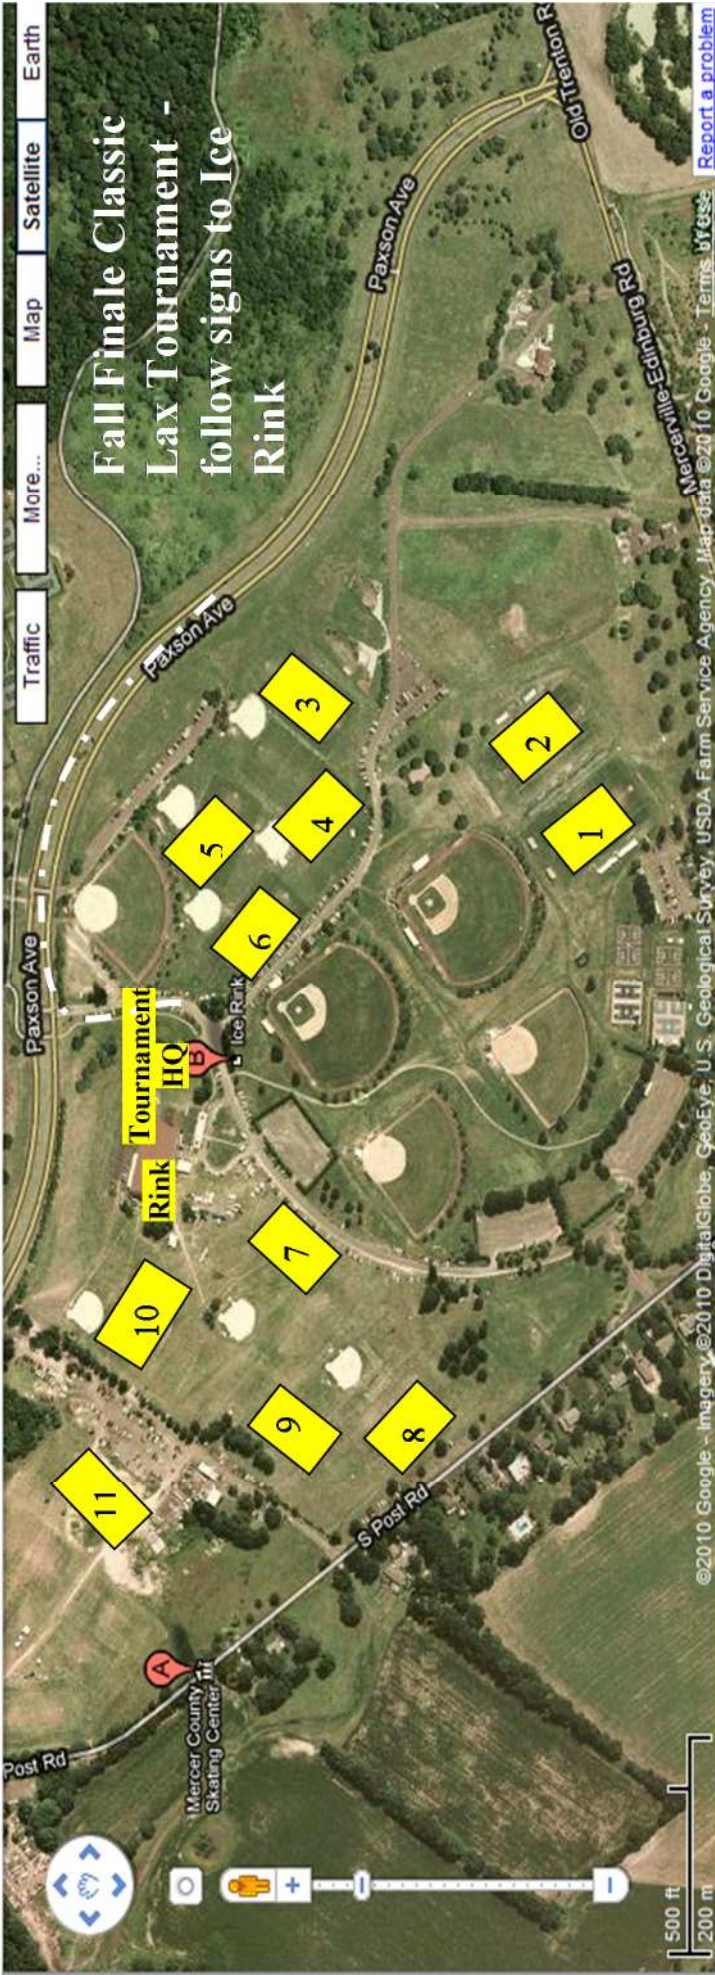 Traffic
More...
Map
Satellite
Earth
Fall Finale Classic
Lax Tournament -
follow signs to Ice
Rink
Post Rd
Paxson Ave
Paxson Ave
Paxson Ave
Old Trenton R
Mercerville-Edinburg Rd
S Post Rd
A
Mercer County
Skating Center
Tournament
HQ
B
Ice Rink
Rink
11
10
9
8
7
6
5
4
3
2
1
500 ft
200 m
©2010 Google - Imagery ©2010 DigitalGlobe, GeoEye, U.S. Geological Survey, USDA Farm Service Agency, Map data ©2010 Google - Terms of Use
Report a problem